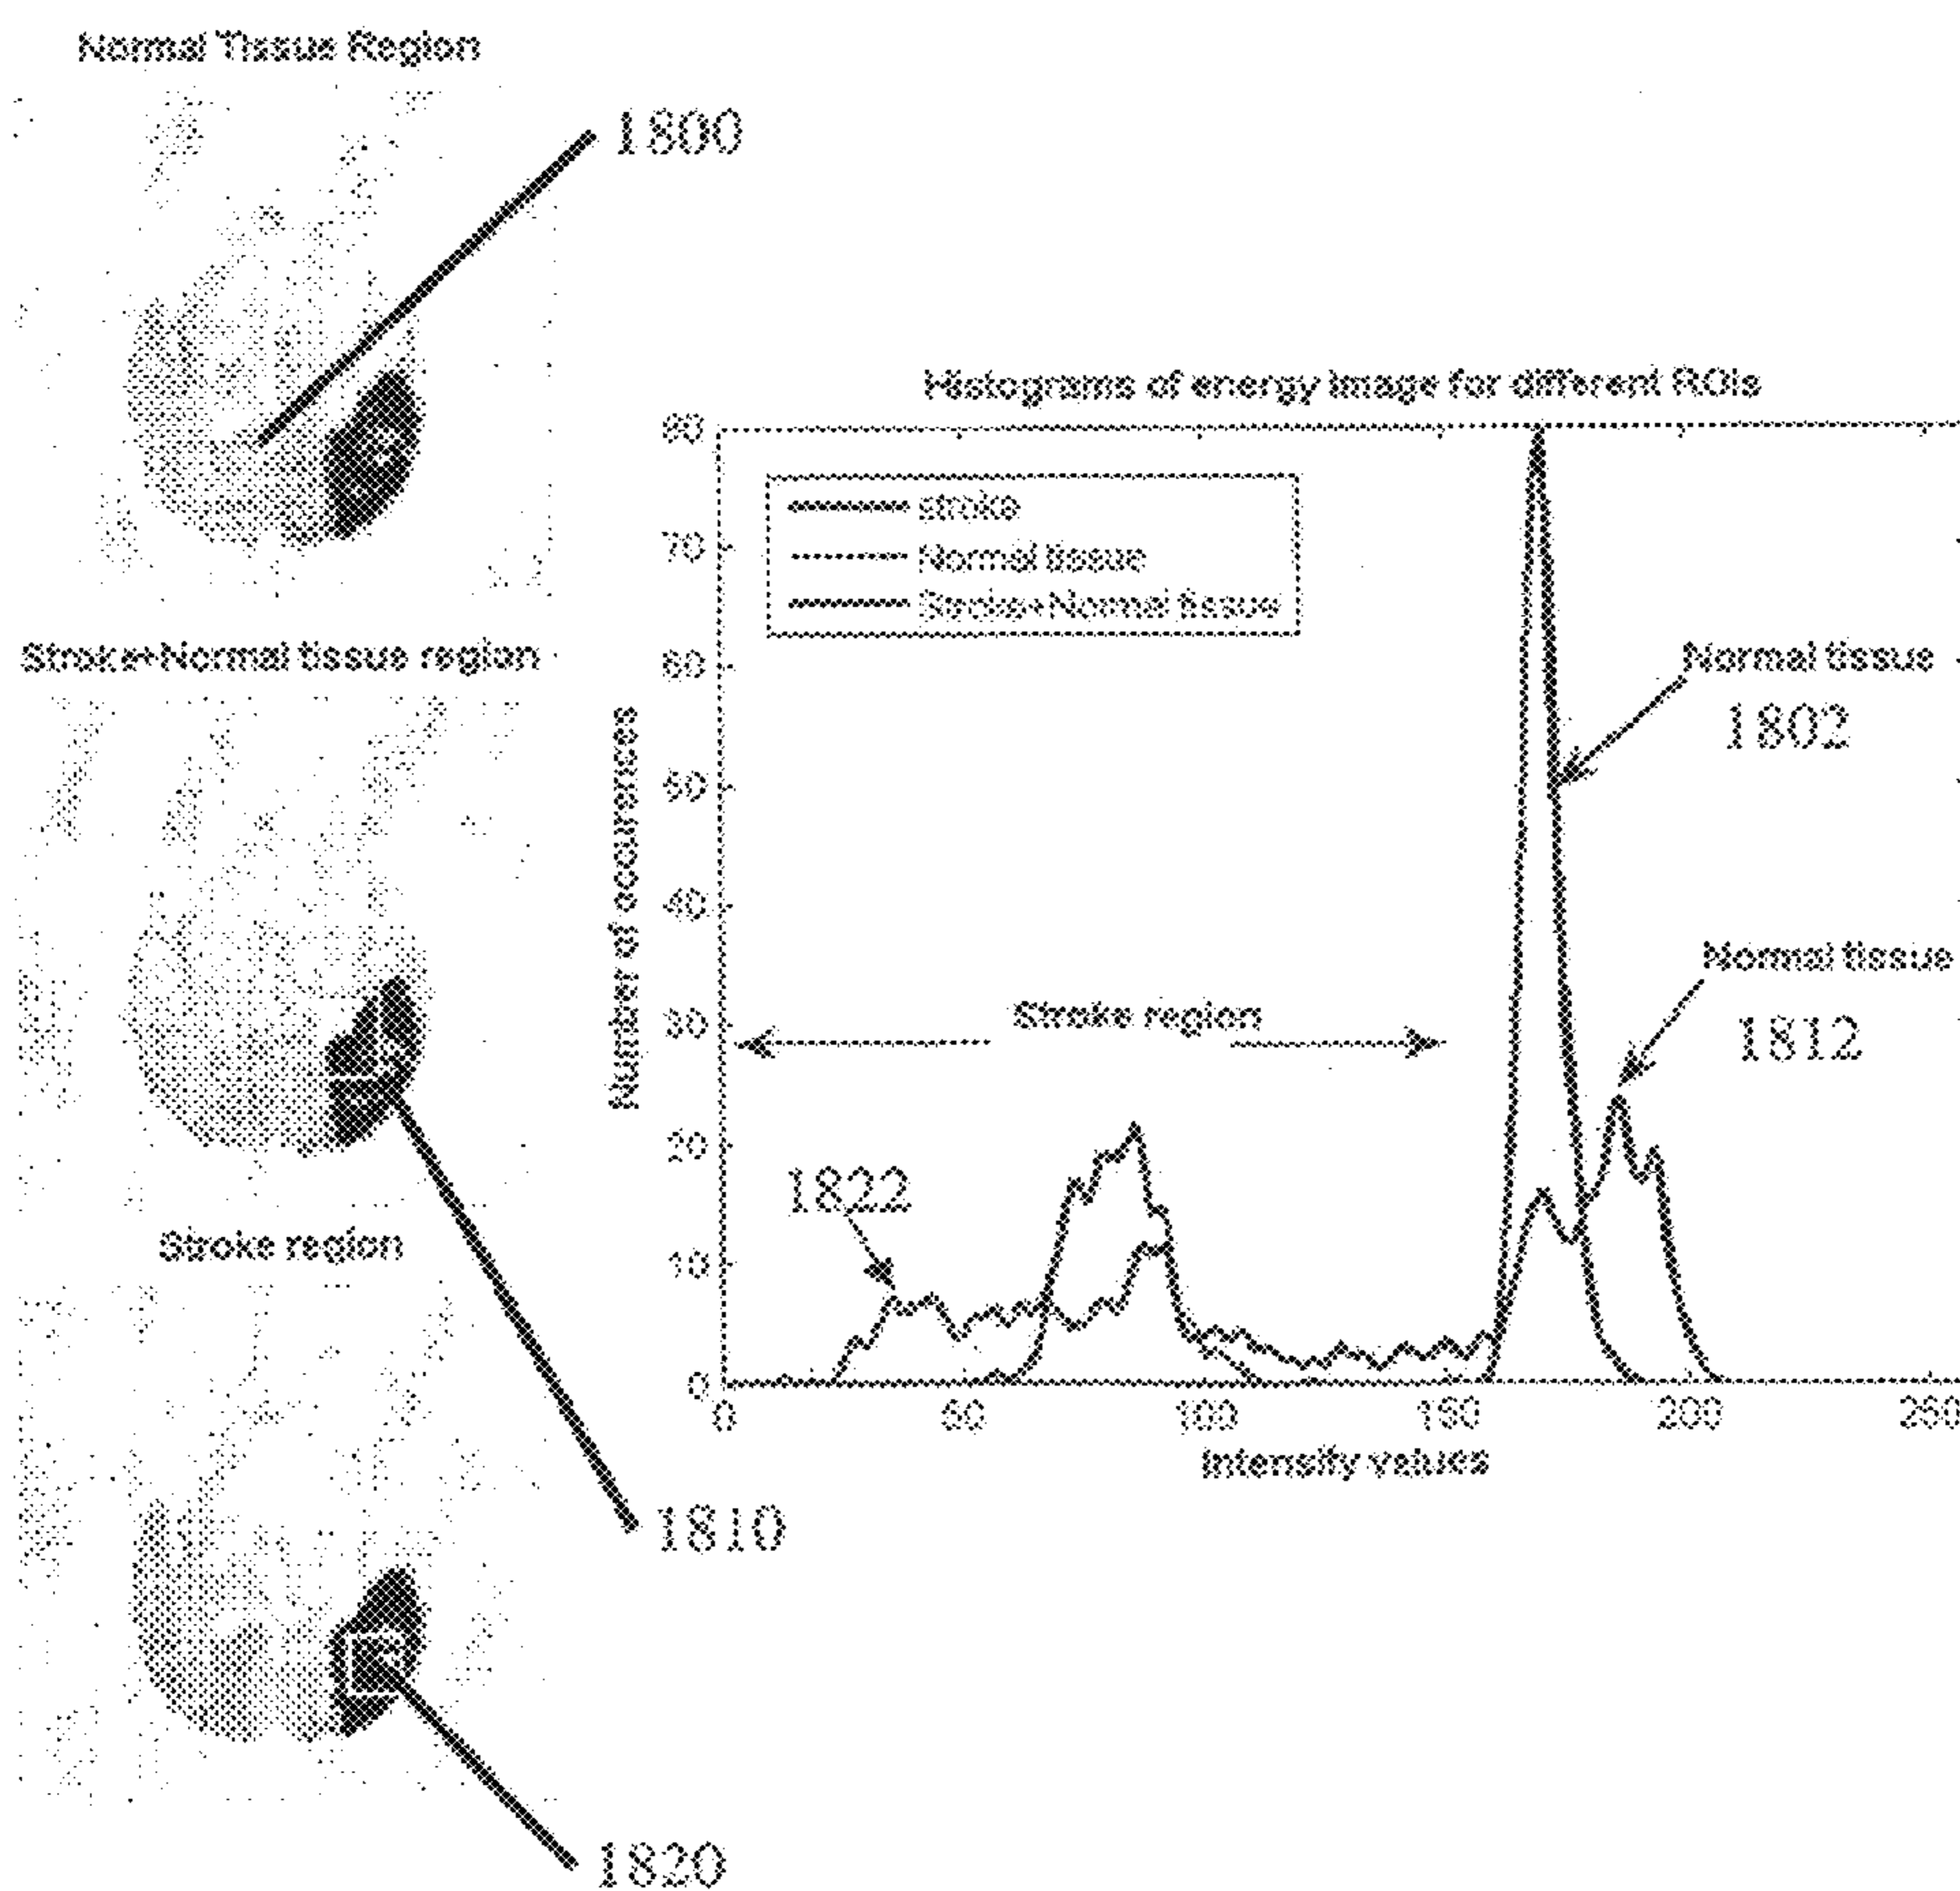 Normal Tissue Region
1800
Stroke+Normal tissue region
Stroke region
1810
1820
Histograms of energy image for different ROIs
stroke
Normal tissue
Stroke+Normal tissue
Normal tissue
1802
Normal tissue
1812
Stroke region
1822
Number of occurances
80
70
60
50
40
30
20
10
0
0
50
100
150
200
250
Intensity values